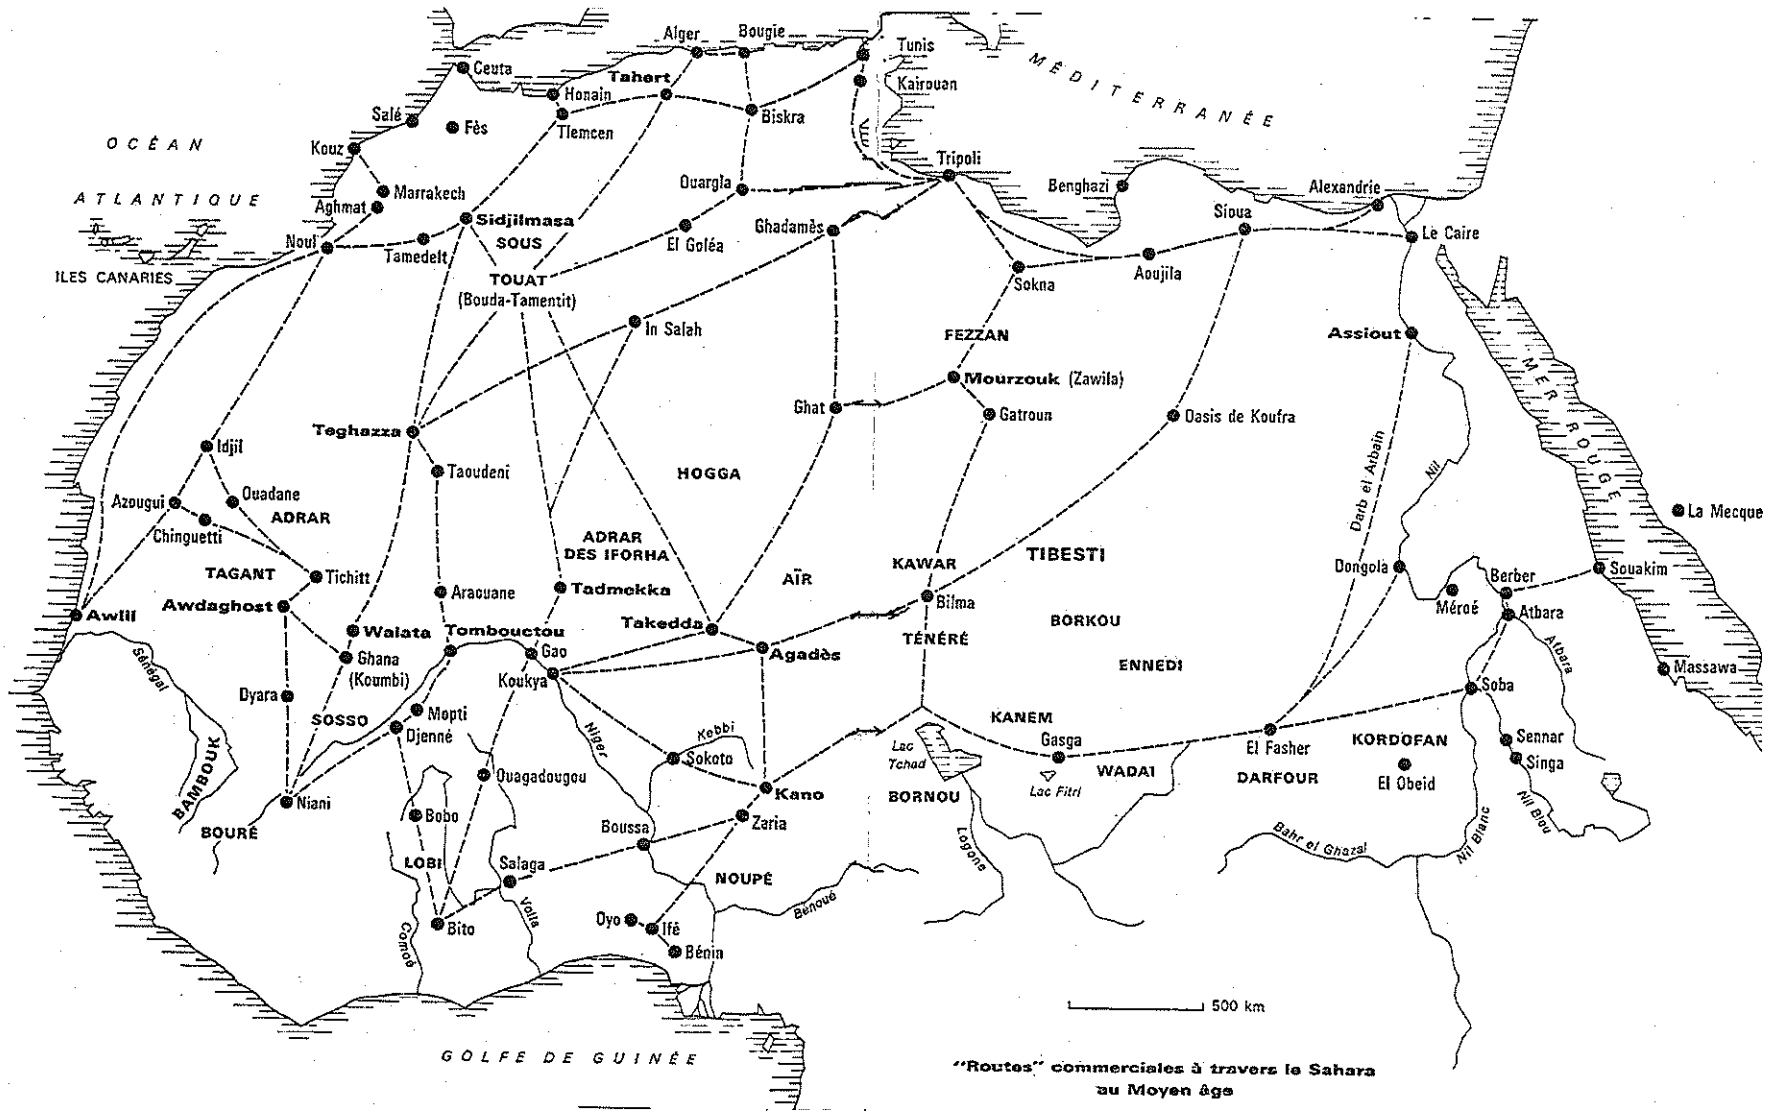 Alger
Bougie
Tunis
Ceuta
Tahert
Kairouan
MÉDITERRANÉE
Honain
Salé
Fès
Tlemcen
Biskra
OCÉAN
ATLANTIQUE
Kouz
Tripoli
Marrakech
Ouargla
Benghazi
Alexandrie
Aghmat
Sidjilmasa
Ghadamès
Sioua
Noul
SOUS
El Goléa
Le Caire
Tamedelt
Aoujila
ILES CANARIES
TOUAT
(Bouda-Tamentit)
Sokna
In Salah
FEZZAN
Assiout
MER ROUGE
Mourzouk (Zawila)
Ghat
Gatroun
Oasis de Koufra
Teghazza
Idjil
Taoudeni
HOGGA
Darb el Arbain
Nil
Azougui
Ouadane
ADRAR
Chinguetti
La Mecque
ADRAR
DES IFORHA
TIBESTI
TAGANT
Tichitt
AÏR
KAWAR
Dongola
Berber
Souakim
Awdaghost
Araouane
Tadmekka
Bilma
Méroé
Awlil
Atbara
Walata
Tombouctou
Takedda
BORKOU
TÉNÉRÉ
Sénégal
Ghana
(Koumbi)
Gao
Agadès
ENNEDI
Atbara
Massawa
Koukya
Dyara
Soba
SOSSO
Mopti
KANEM
Djenné
Niger
Kebbi
Gasga
El Fasher
KORDOFAN
Sennar
BAMBOUK
Sokoto
Lac
Tchad
WADAÏ
Singa
Ouagadougou
DARFOUR
El Obeid
Niani
Kano
BORNOU
Lac Fitri
BOURÉ
Bobo
Boussa
Zaria
Nil Blanc
Nil Bleu
LOBI
Salaga
Logone
Bahr el Ghazal
NOUPÉ
Volta
Bénoué
Comoé
Bito
Oyo
Ifé
Bénin
500 km
GOLFE DE GUINÉE
"Routes" commerciales à travers le Sahara
au Moyen âge